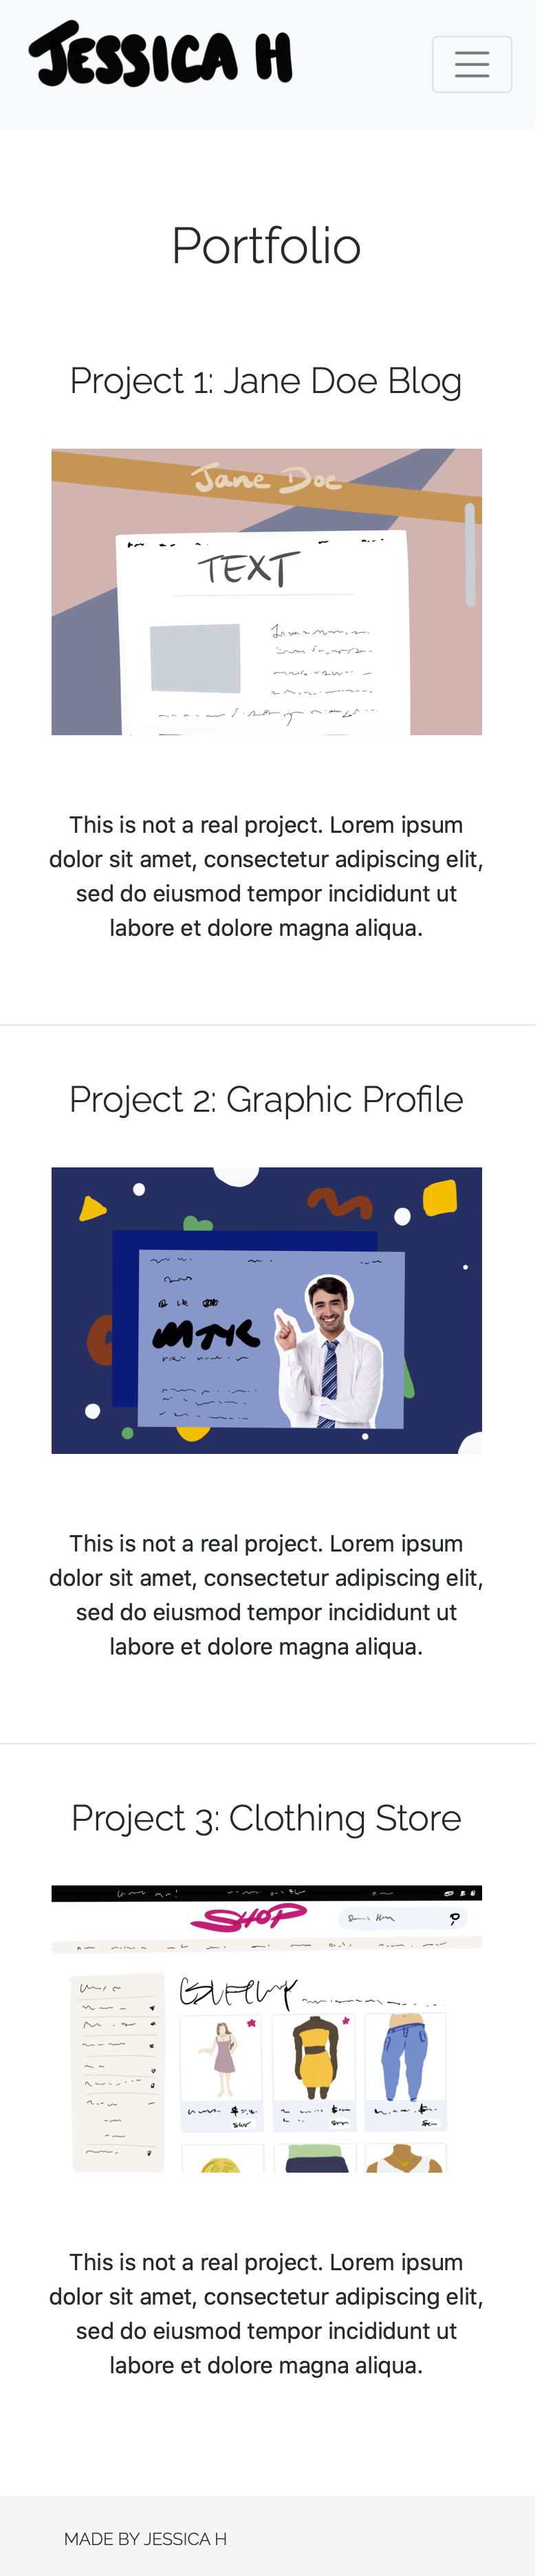 JESSICA H
Portfolio
Project 1: Jane Doe Blog
Jane Doe
TEXT
This is not a real project. Lorem ipsum
dolor sit amet, consectetur adipiscing elit,
sed do eiusmod tempor incididunt ut
labore et dolore magna aliqua.
Project 2: Graphic Profile
This is not a real project. Lorem ipsum
dolor sit amet, consectetur adipiscing elit,
sed do eiusmod tempor incididunt ut
labore et dolore magna aliqua.
Project 3: Clothing Store
SHOP
This is not a real project. Lorem ipsum
dolor sit amet, consectetur adipiscing elit,
sed do eiusmod tempor incididunt ut
labore et dolore magna aliqua.
MADE BY JESSICA H